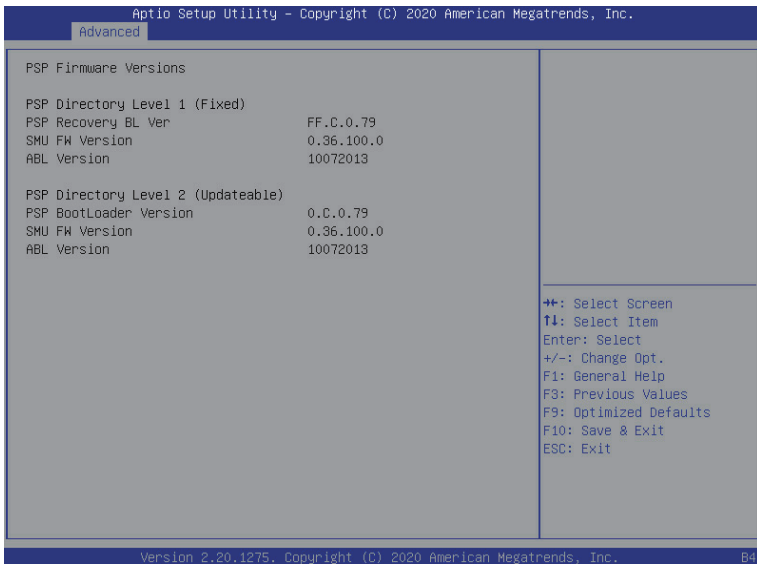 Aptio Setup Utility – Copyright (C) 2020 American Megatrends, Inc.
Advanced
PSP Firmware Versions
PSP Directory Level 1 (Fixed)
PSP Recovery BL Ver FF.C.0.79
SMU FW Version 0.36.100.0
ABL Version 10072013
PSP Directory Level 2 (Updateable)
PSP BootLoader Version 0.C.0.79
SMU FW Version 0.36.100.0
ABL Version 10072013
→←: Select Screen
↑↓: Select Item
Enter: Select
+/-: Change Opt.
F1: General Help
F3: Previous Values
F9: Optimized Defaults
F10: Save & Exit
ESC: Exit
Version 2.20.1275. Copyright (C) 2020 American Megatrends, Inc.
B4